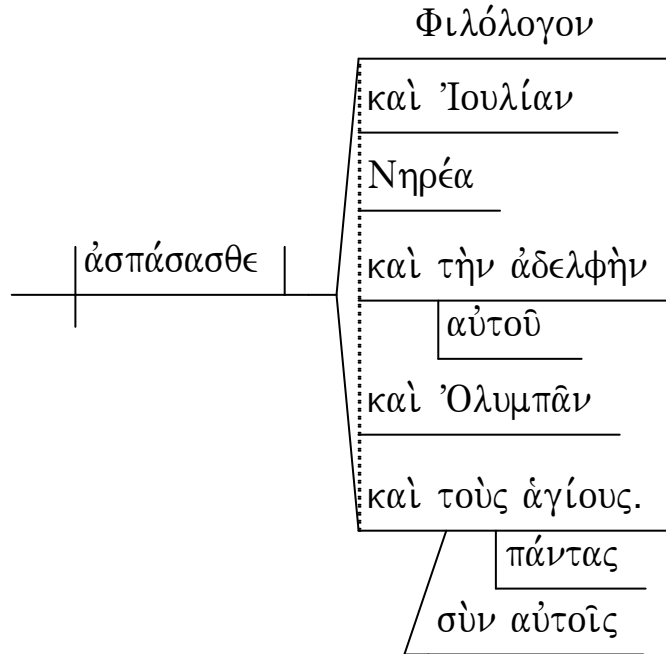 Φιλόλογον
καὶ Ἰουλίαν
Νηρέα
ἀσπάσασθε
καὶ τὴν ἀδελφὴν
αὐτοῦ
καὶ Ὀλυμπᾶν
καὶ τοὺς ἁγίους.
πάντας
σὺν αὐτοῖς